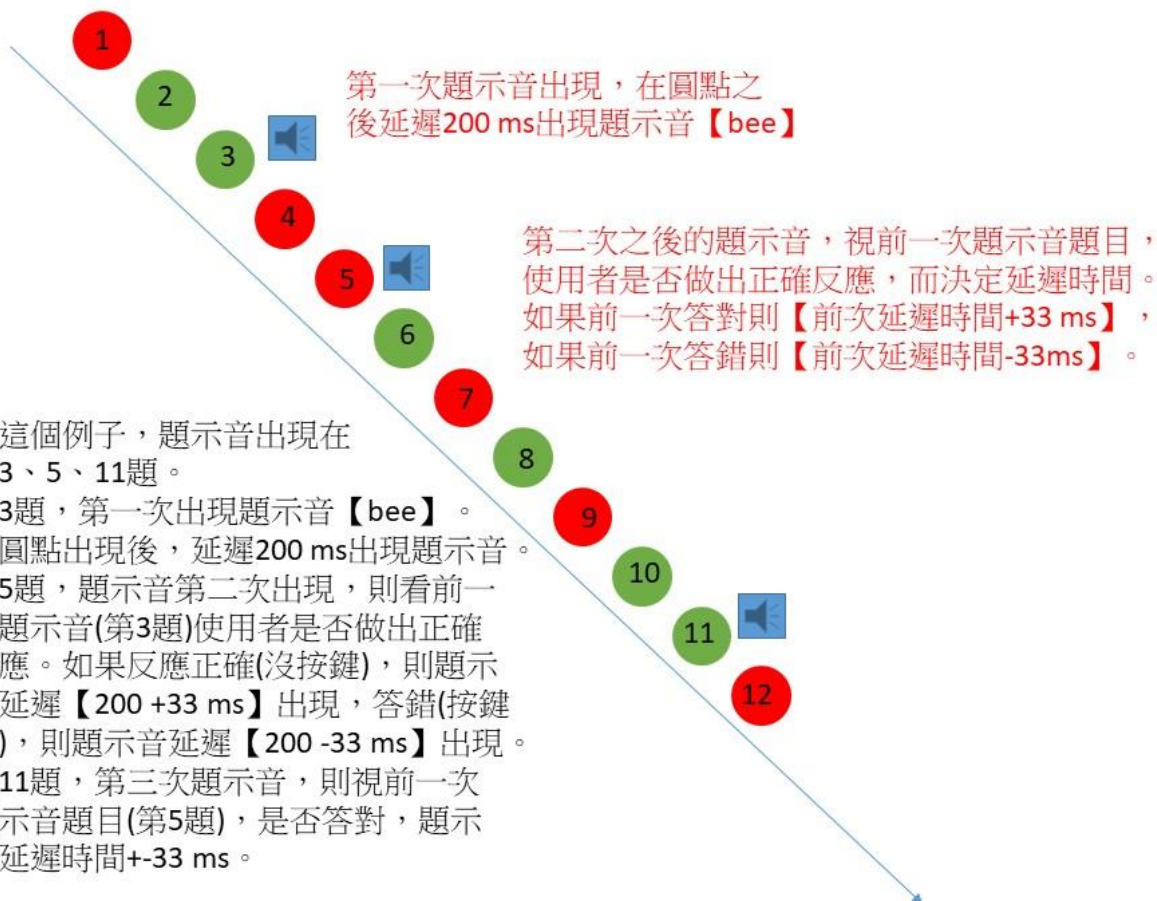 1
2
3
第一次題示音出現，在圓點之
後延遲200 ms出現題示音【bee】
4
5
第二次之後的題示音，視前一次題示音題目，
使用者是否做出正確反應，而決定延遲時間。
如果前一次答對則【前次延遲時間+33 ms】，
如果前一次答錯則【前次延遲時間-33ms】。
6
7
8
9
10
11
12
這個例子，題示音出現在
3、5、11題。
3題，第一次出現題示音【bee】。
圓點出現後，延遲200 ms出現題示音。
5題，題示音第二次出現，則看前一
題示音(第3題)使用者是否做出正確
應。如果反應正確(沒按鍵)，則題示
延遲【200 +33 ms】出現，答錯(按鍵
)，則題示音延遲【200 -33 ms】出現。
11題，第三次題示音，則視前一次
示音題目(第5題)，是否答對，題示
延遲時間+-33 ms。